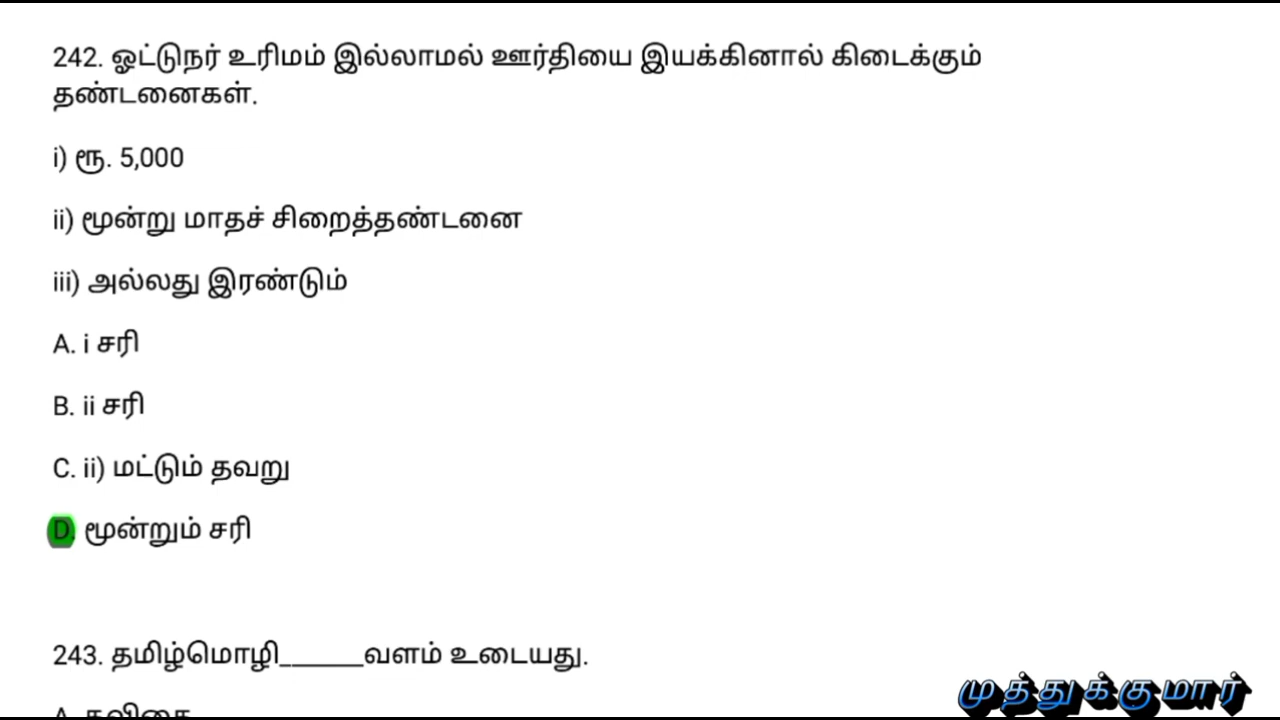 242. ஓட்டுநர் உரிமம் இல்லாமல் ஊர்தியை இயக்கினால் கிடைக்கும்
தண்டனைகள்.
i) ரூ. 5,000
ii) மூன்று மாதச் சிறைத்தண்டனை
iii) அல்லது இரண்டும்
A. i சரி
B. ii சரி
C. ii) மட்டும் தவறு
D. மூன்றும் சரி
243. தமிழ்மொழி______வளம் உடையது.
முத்துக்குமார்